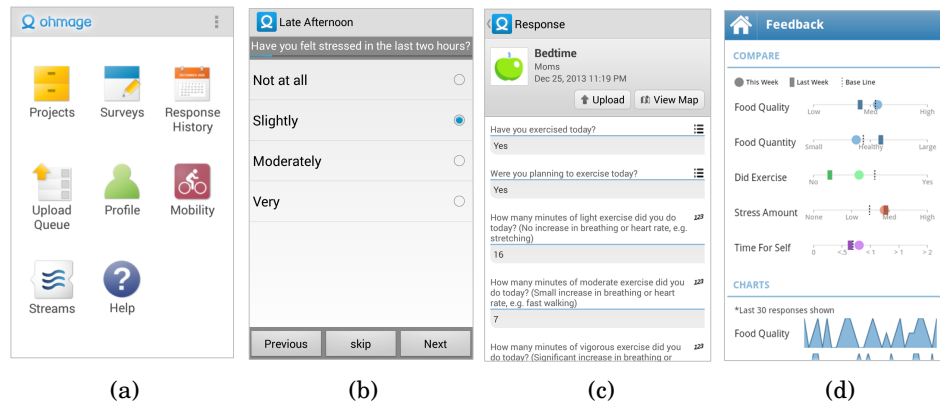 ohmage
Projects
Surveys
Response
History
Upload
Queue
Profile
Mobility
Streams
Help
(a)
Late Afternoon
Have you felt stressed in the last two hours?
Not at all
Slightly
Moderately
Very
Previous
skip
Next
(b)
Response
Bedtime
Moms
Dec 25, 2013 11:19 PM
Upload
View Map
Have you exercised today?
Yes
Were you planning to exercise today?
Yes
How many minutes of light exercise did you do
today? (No increase in breathing or heart rate, e.g.
stretching)
123
16
How many minutes of moderate exercise did you
do today? (Small increase in breathing or heart
rate, e.g. fast walking)
123
7
How many minutes of vigorous exercise did you
do today? (Significant increase in breathing or
123
(c)
Feedback
COMPARE
This Week Last Week Base Line
Food Quality
Low Med High
Food Quantity
Small Healthy Large
Did Exercise
No Yes
Stress Amount
None Low Med High
Time For Self
0 <.5 < 1 > 1 > 2
CHARTS
*Last 30 responses shown
Food Quality
(d)